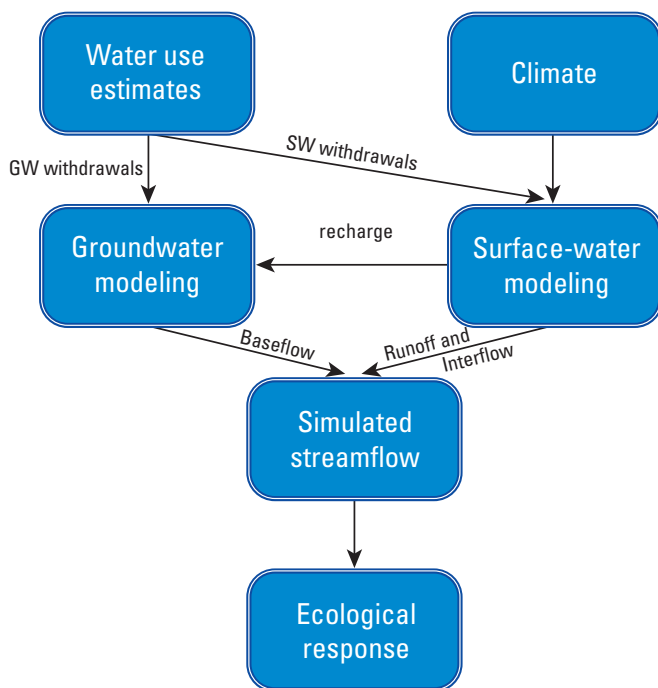 Water use
estimates
Climate
SW withdrawals
GW withdrawals
Groundwater
modeling
recharge
Surface-water
modeling
Baseflow
Runoff and
Interflow
Simulated
streamflow
Ecological
response